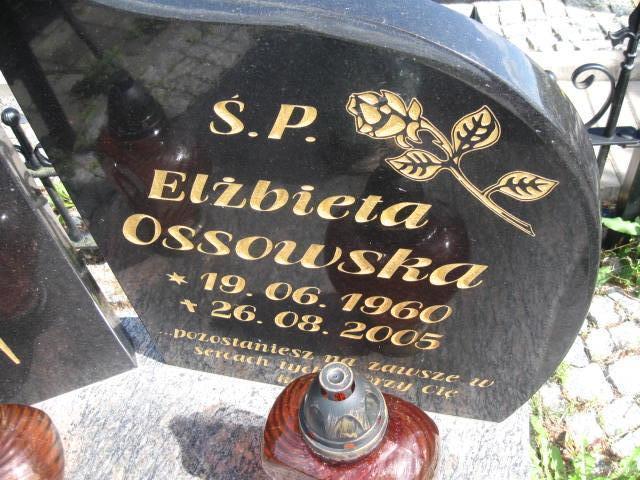 Ś.P.
Elżbieta
Ossowska
* 19. 06. 1960
+ 26. 08. 2005
...pozostaniesz na zawsze w
sercach cię